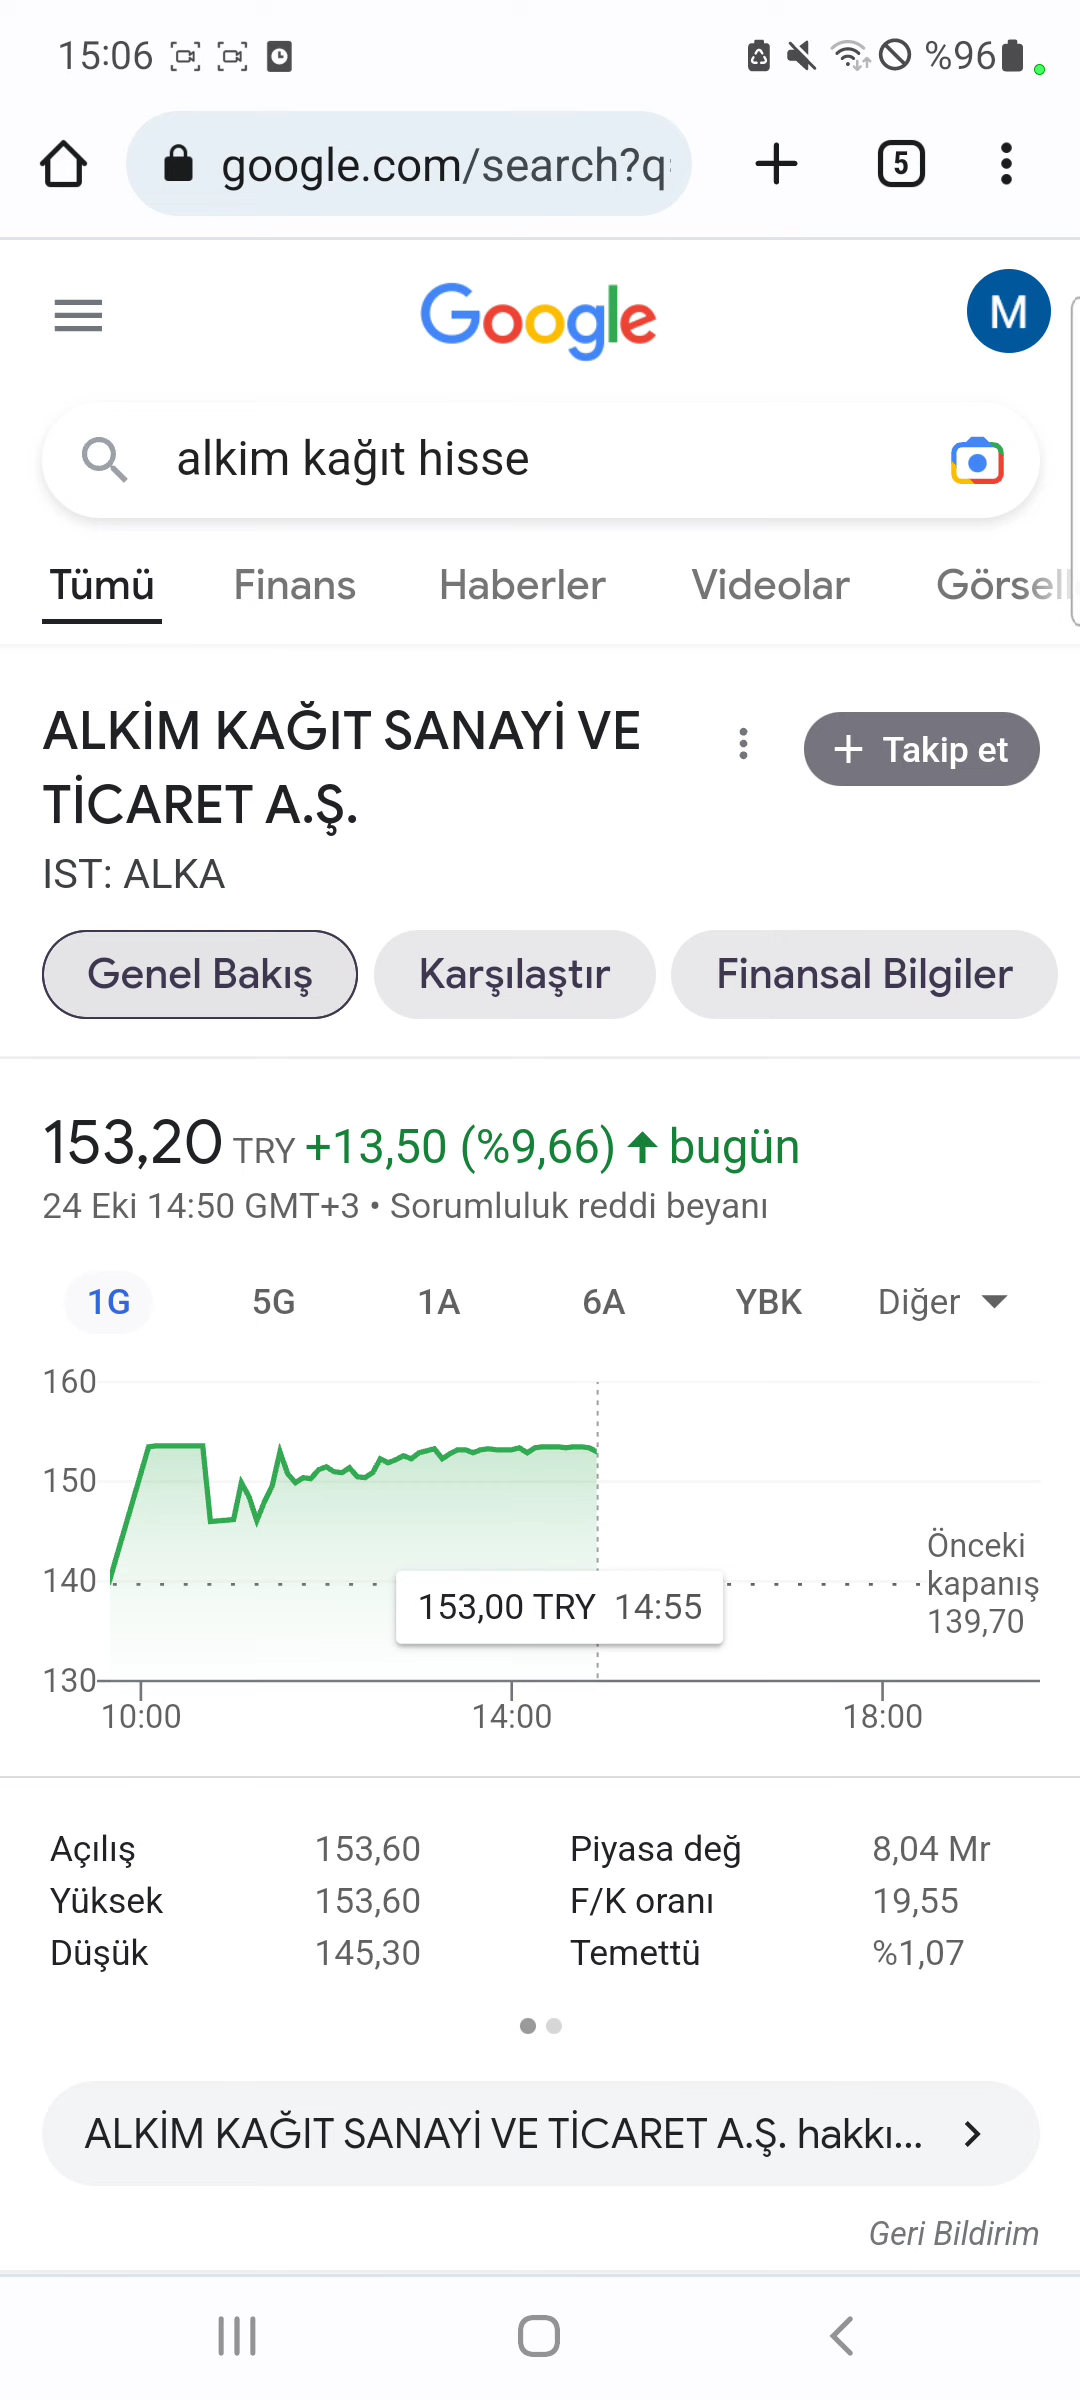 15:06 %96
google.com/search?q
5
Google
M
alkim kağıt hisse
Tümü Finans Haberler Videolar Görsell
ALKİM KAĞIT SANAYİ VE
TİCARET A.Ş.
+ Takip et
IST: ALKA
Genel Bakış Karşılaştır Finansal Bilgiler
153,20 TRY +13,50 (%9,66) ↑ bugün
24 Eki 14:50 GMT+3 • Sorumluluk reddi beyanı
1G 5G 1A 6A YBK Diğer
160
150
140
130
Önceki
kapanış
139,70
153,00 TRY 14:55
10:00 14:00 18:00
Açılış 153,60 Piyasa değ 8,04 Mr
Yüksek 153,60 F/K oranı 19,55
Düşük 145,30 Temettü %1,07
ALKİM KAĞIT SANAYİ VE TİCARET A.Ş. hakkı...
Geri Bildirim